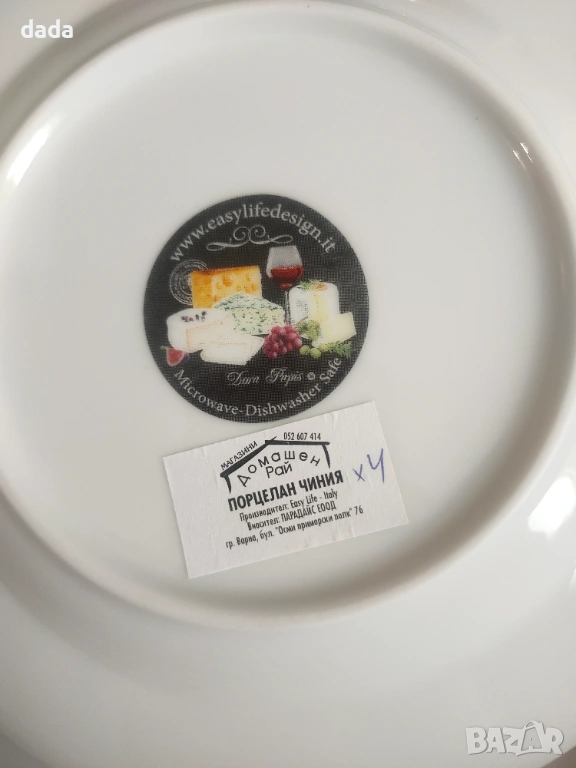 dada
www.easylifedesign.it
Microwave-Dishwasher Safe
052 607 414
МАГАЗИНИ
Домашен
Рай
ПОРЦЕЛАН ЧИНИЯ
x4
Производител: Easy Life - Italy
Вносител: ПАРАДАЙС ЕООД
гр. Варна, бул. "Осми приморски полк" 76
BAZAR